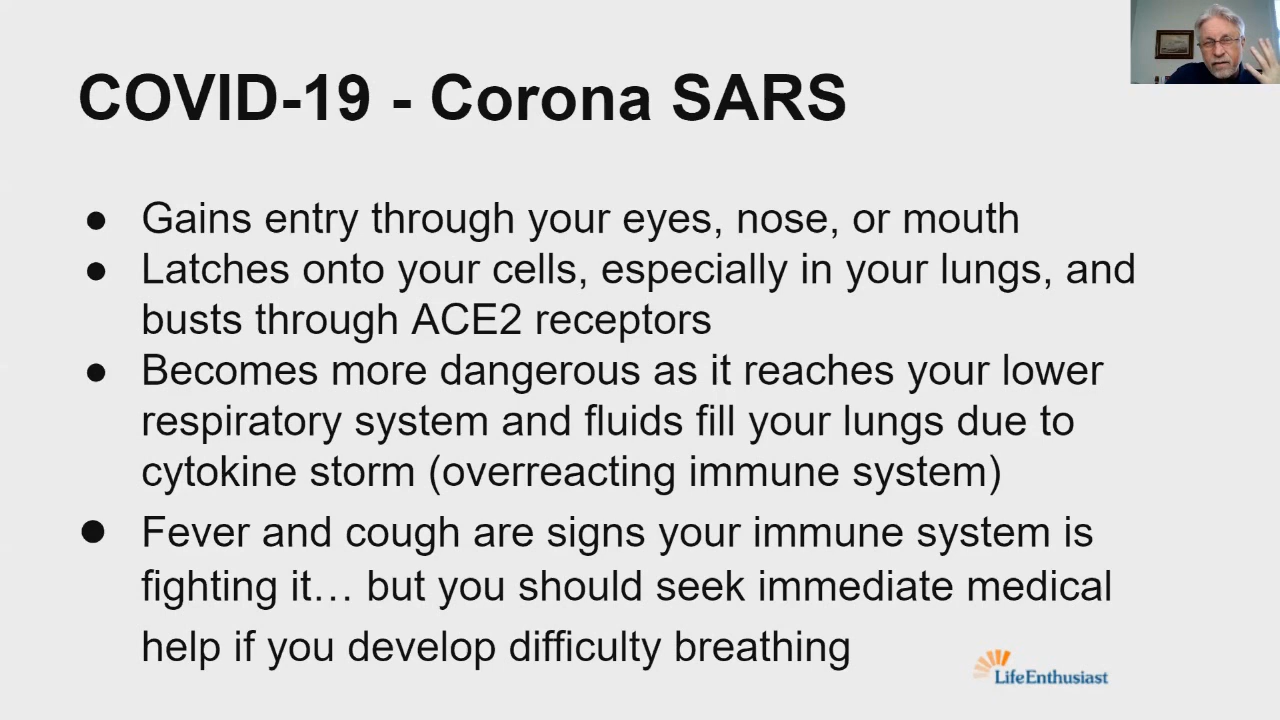 COVID-19 - Corona SARS
● Gains entry through your eyes, nose, or mouth
● Latches onto your cells, especially in your lungs, and
busts through ACE2 receptors
● Becomes more dangerous as it reaches your lower
respiratory system and fluids fill your lungs due to
cytokine storm (overreacting immune system)
● Fever and cough are signs your immune system is
fighting it… but you should seek immediate medical
help if you develop difficulty breathing
LifeEnthusiast